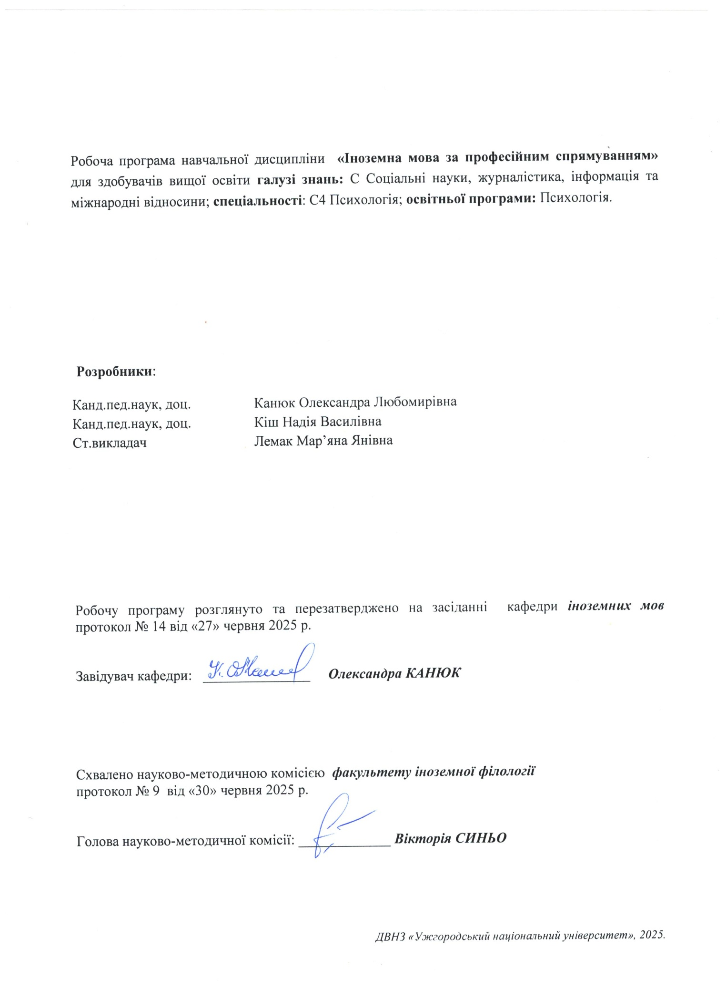 Робоча програма навчальної дисципліни «Іноземна мова за професійним спрямуванням»
для здобувачів вищої освіти галузі знань: С Соціальні науки, журналістика, інформація та
міжнародні відносини; спеціальності: С4 Психологія; освітньої програми: Психологія.
Розробники:
Канд.пед.наук, доц. Канюк Олександра Любомирівна
Канд.пед.наук, доц. Кіш Надія Василівна
Ст.викладач Лемак Мар’яна Янівна
Робочу програму розглянуто та перезатверджено на засіданні кафедри іноземних мов
протокол № 14 від «27» червня 2025 р.
Завідувач кафедри: Олександра КАНЮК
Схвалено науково-методичною комісією факультету іноземної філології
протокол № 9 від «30» червня 2025 р.
Голова науково-методичної комісії: Вікторія СИНЬО
ДВНЗ «Ужгородський національний університет», 2025.